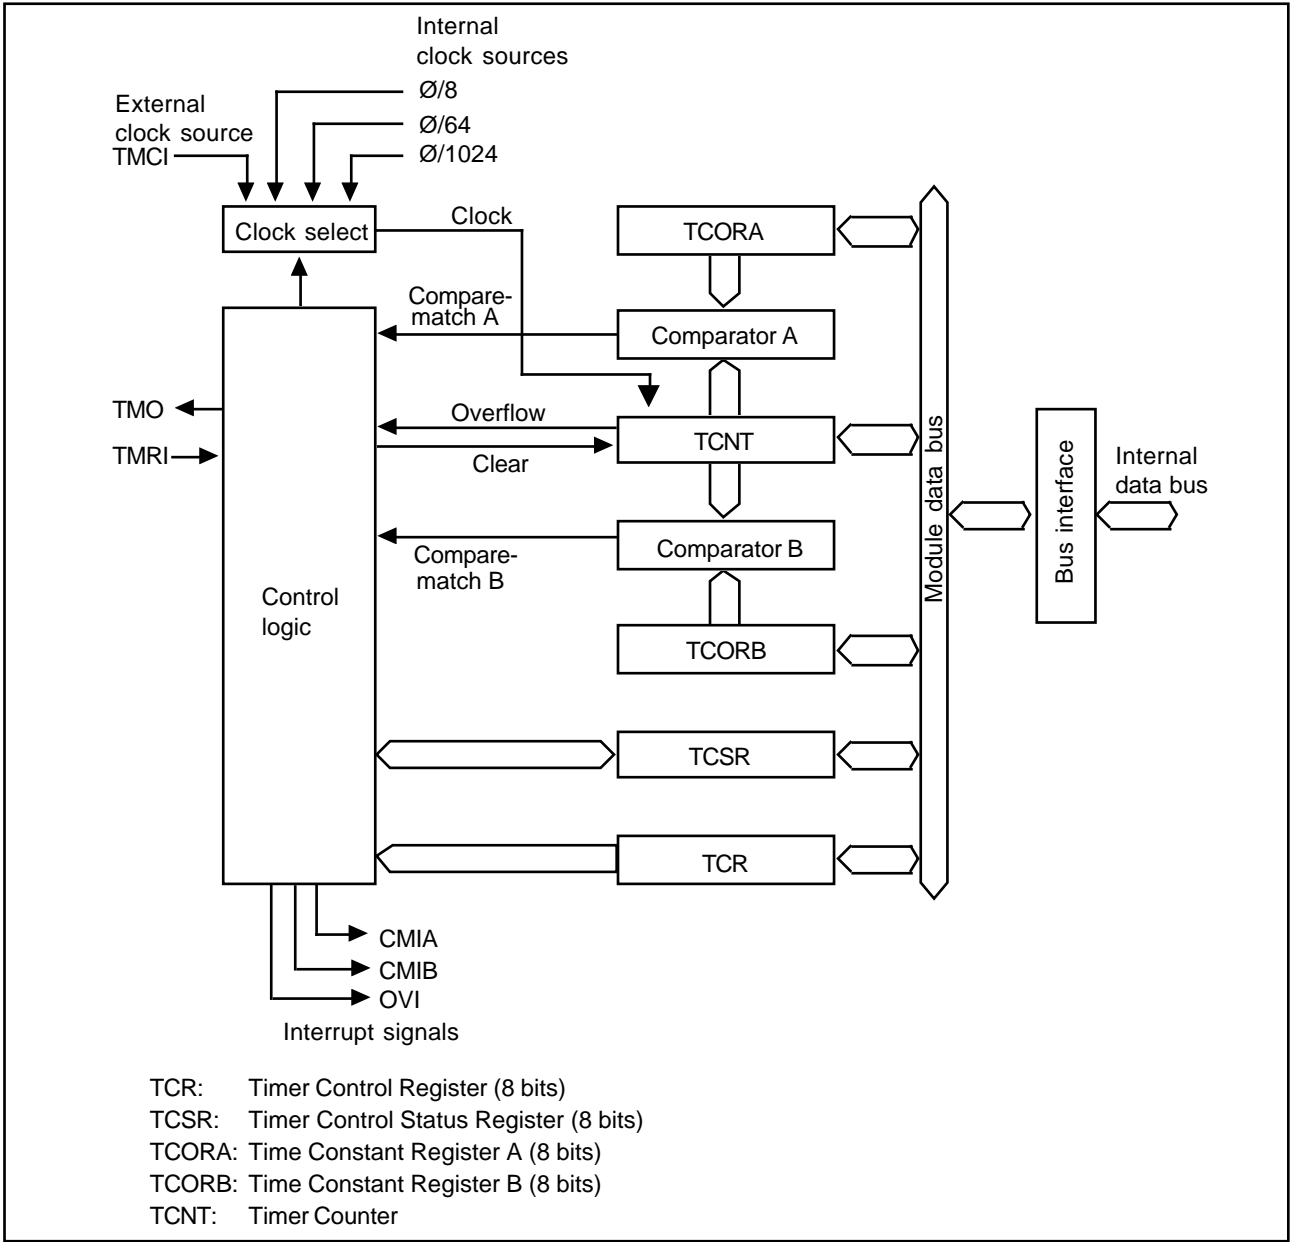 Internal
clock sources
Ø/8
Ø/64
Ø/1024
External
clock source
TMCI
Clock select
Clock
TCORA
Compare-
match A
Comparator A
TMO
TMRI
Overflow
Clear
TCNT
Module data bus
Bus interface
Internal
data bus
Compare-
match B
Comparator B
Control
logic
TCORB
TCSR
TCR
CMIA
CMIB
OVI
Interrupt signals
TCR: Timer Control Register (8 bits)
TCSR: Timer Control Status Register (8 bits)
TCORA: Time Constant Register A (8 bits)
TCORB: Time Constant Register B (8 bits)
TCNT: Timer Counter